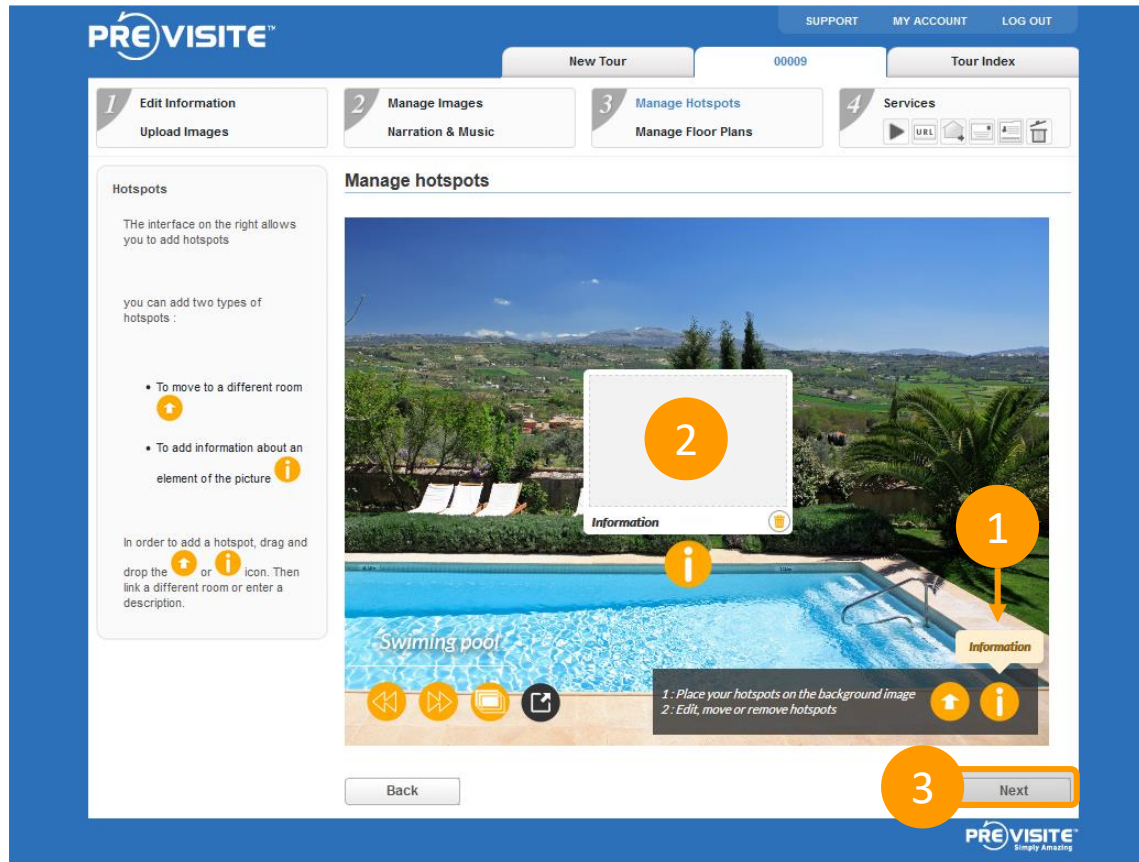 PREVISITE™
SUPPORT MY ACCOUNT LOG OUT
New Tour 00009 Tour Index
1 Edit Information
Upload Images
2 Manage Images
Narration & Music
3 Manage Hotspots
Manage Floor Plans
4 Services
URL
Hotspots
THe interface on the right allows
you to add hotspots
you can add two types of
hotspots :
• To move to a different room
• To add information about an
element of the picture i
In order to add a hotspot, drag and
drop the or i icon. Then
link a different room or enter a
description.
Manage hotspots
2
Information
i
1
Information
Swiming pool
1 : Place your hotspots on the background image
2 : Edit, move or remove hotspots
i
Back
3
Next
PREVISITE™
Simply Amazing